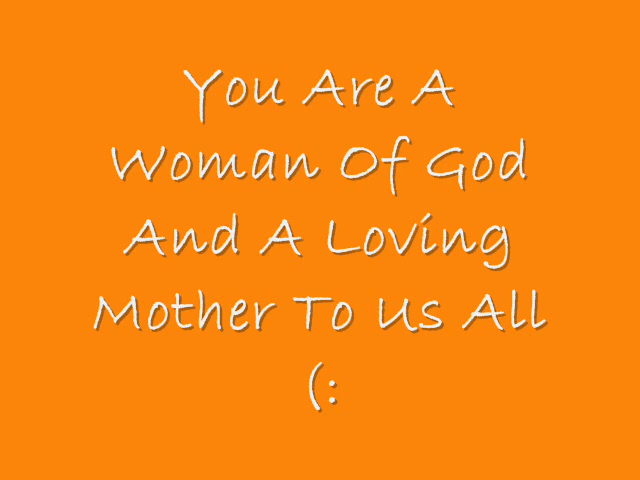 You Are A
Woman Of God
And A Loving
Mother To Us All
(: